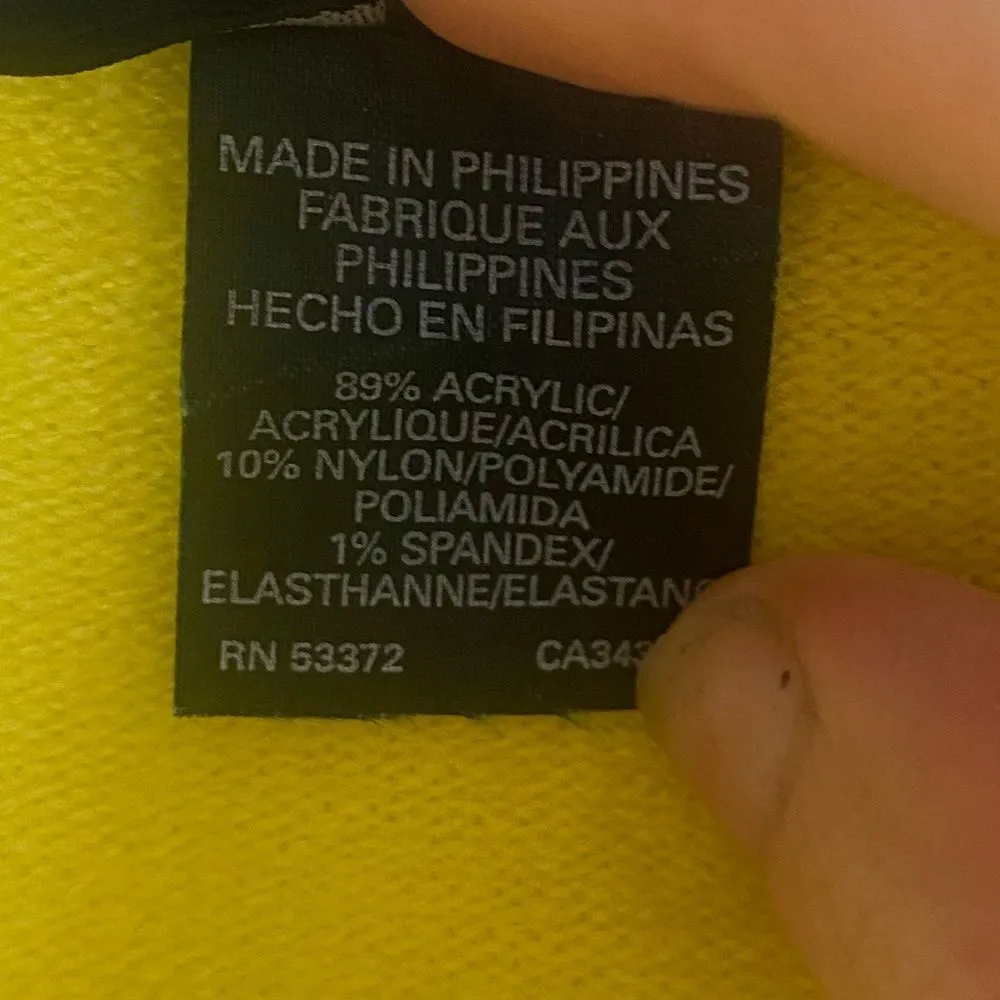 MADE IN PHILIPPINES
FABRIQUE AUX
PHILIPPINES
HECHO EN FILIPINAS
89% ACRYLIC/
ACRYLIQUE/ACRILICA
10% NYLON/POLYAMIDE/
POLIAMIDA
1% SPANDEX/
ELASTHANNE/
RN 53372